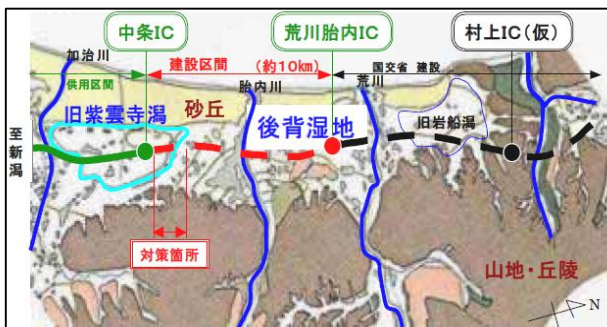 中条IC
荒川胎内IC
村上IC(仮)
加治川
建設区間 (約10km)
国交省 建設
供用区間
胎内川
荒川
旧紫雲寺潟
砂丘
後背湿地
旧岩船潟
至新潟
対策箇所
山地・丘陵
N